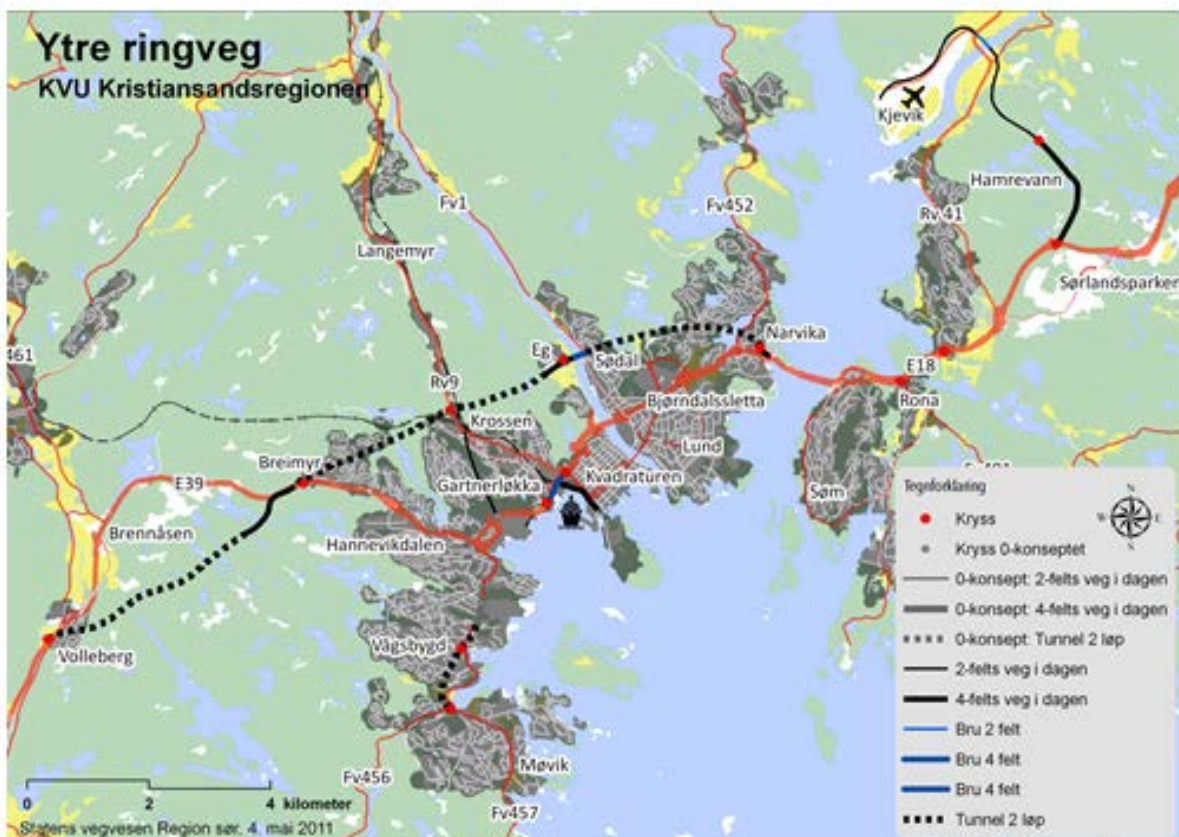 Ytre ringveg
KVU Kristiansandsregionen
Kjevik
Hamrevann
Fv1
Fv452
Rv 41
Langemyr
Sørlandsparken
Narvika
Eg
Sødal
461
E18
Rv9
Rona
Bjørndalssletta
Krossen
Lund
Breimyr
Kvadraturen
Gartnerløkka
E39
Søm
Brennåsen
Hannevikdalen
Vågsbygd
Volleberg
Møvik
Fv456
Fv457
Tegnforklaring
N
W E
S
Kryss
Kryss 0-konseptet
0-konsept: 2-felts veg i dagen
0-konsept: 4-felts veg i dagen
0-konsept: Tunnel 2 løp
2-felts veg i dagen
4-felts veg i dagen
Bru 2 felt
Bru 4 felt
Bru 4 felt
Tunnel 2 løp
0 2 4 kilometer
Statens vegvesen Region sør, 4. mai 2011